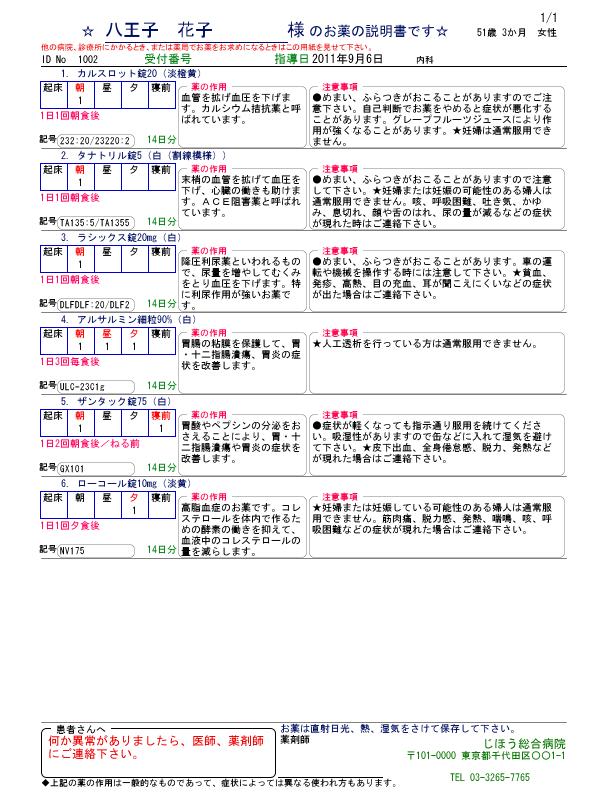 1/1
☆ 八王子 花子 様 のお薬の説明書です☆ 51歳 3か月 女性
他の病院、診療所にかかるとき、または薬局でお薬をお求めになるときはこの用紙を見せて下さい。
ID No 1002 受付番号 指導日 2011年9月6日 内科
1. カルスロット錠20（淡橙黄）
起床 朝 昼 夕 寝前
1
1日1回朝食後
記号 232:20/23220:2 14日分
薬の作用
血管を拡げ血圧を下げま
す。カルシウム拮抗薬と呼
ばれています。
注意事項
●めまい、ふらつきがおこることがありますのでご注
意下さい。自己判断でお薬をやめると症状が悪化する
ことがあります。グレープフルーツジュースにより作
用が強くなることがあります。★妊婦は通常服用でき
ません。
2. タナトリル錠5（白（割線模様））
起床 朝 昼 夕 寝前
1
1日1回朝食後
記号 TA135:5/TA1355 14日分
薬の作用
末梢の血管を拡げて血圧を
下げ、心臓の働きも助けま
す。ＡＣＥ阻害薬と呼ばれ
ています。
注意事項
●めまい、ふらつきがおこることがありますので注意
して下さい。★妊婦または妊娠の可能性のある婦人は
通常服用できません。咳、呼吸困難、吐き気、かゆ
み、息切れ、顔や舌のはれ、尿の量が減るなどの症状
が現れた時はご連絡下さい。
3. ラシックス錠20mg（白）
起床 朝 昼 夕 寝前
1
1日1回朝食後
記号 DLFDLF:20/DLF2 14日分
薬の作用
降圧利尿薬といわれるもの
で、尿量を増やしてむくみ
をとり血圧を下げます。特
に利尿作用が強いお薬で
す。
注意事項
●めまい、ふらつきがおこることがあります。車の運
転や機械を操作する時には注意して下さい。★貧血、
発疹、高熱、目の充血、耳が聞こえにくいなどの症状
が出た場合はご連絡下さい。
4. アルサルミン細粒90%（白）
起床 朝 昼 夕 寝前
1 1 1
1日3回毎食後
記号 ULC-23C1g 14日分
薬の作用
胃腸の粘膜を保護して、胃
・十二指腸潰瘍、胃炎の症
状を改善します。
注意事項
★人工透析を行っている方は通常服用できません。
5. ザンタック錠75（白）
起床 朝 昼 夕 寝前
1 1
1日2回朝食後／ねる前
記号 GX101 14日分
薬の作用
胃酸やペプシンの分泌をお
さえることにより、胃・十
二指腸潰瘍や胃炎の症状を
改善します。
注意事項
●症状が軽くなっても指示通り服用を続けてくださ
い。吸湿性がありますので缶などに入れて湿気を避け
て下さい。★皮下出血、全身倦怠感、脱力、発熱など
が現れた場合はご連絡下さい。
6. ローコール錠10mg（淡黄）
起床 朝 昼 夕 寝前
1
1日1回夕食後
記号 NV175 14日分
薬の作用
高脂血症のお薬です。コレ
ステロールを体内で作るた
めの酵素の働きを抑えて、
血液中のコレステロールの
量を減らします。
注意事項
★妊婦または妊娠している可能性のある婦人は通常服
用できません。筋肉痛、脱力感、発熱、喘鳴、咳、呼
吸困難などの症状が現れた場合はご連絡下さい。
患者さんへ
何か異常がありましたら、医師、薬剤師
にご連絡下さい。
お薬は直射日光、熱、湿気をさけて保存して下さい。
薬剤師
じほう総合病院
〒101-0000 東京都千代田区〇〇1-1
TEL 03-3265-7765
◆上記の薬の作用は一般的なものであって、症状によっては異なる使われ方もあります。